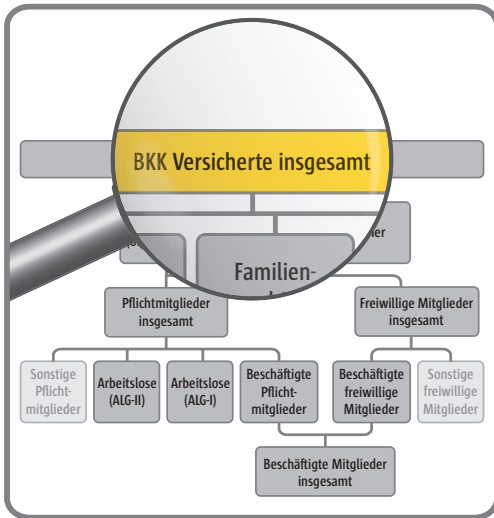 BKK Versicherte insgesamt
Familien-
Pflichtmitglieder
insgesamt
Freiwillige Mitglieder
insgesamt
Sonstige
Pflicht-
mitglieder
Arbeitslose
(ALG-II)
Arbeitslose
(ALG-I)
Beschäftigte
Pflicht-
mitglieder
Beschäftigte
freiwillige
Mitglieder
Sonstige
freiwillige
Mitglieder
Beschäftigte Mitglieder
insgesamt